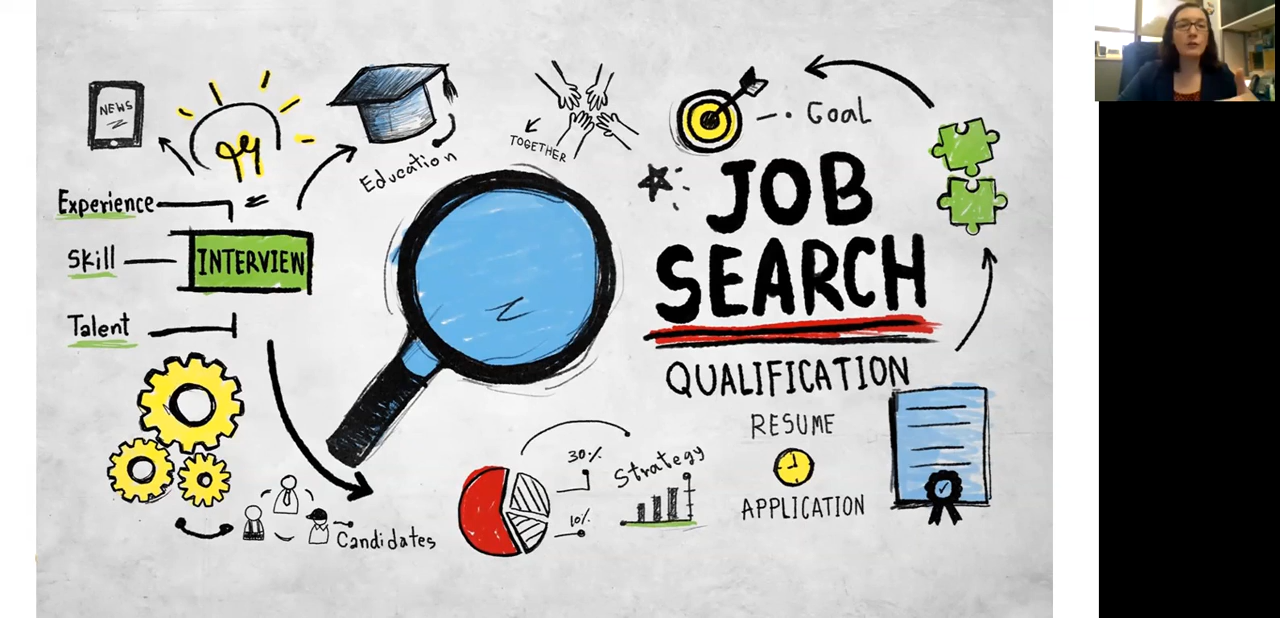 NEWS
Experience
Skill
Talent
INTERVIEW
Education
TOGETHER
Goal
JOB
SEARCH
QUALIFICATION
RESUME
APPLICATION
30%
10%
Strategy
Candidates